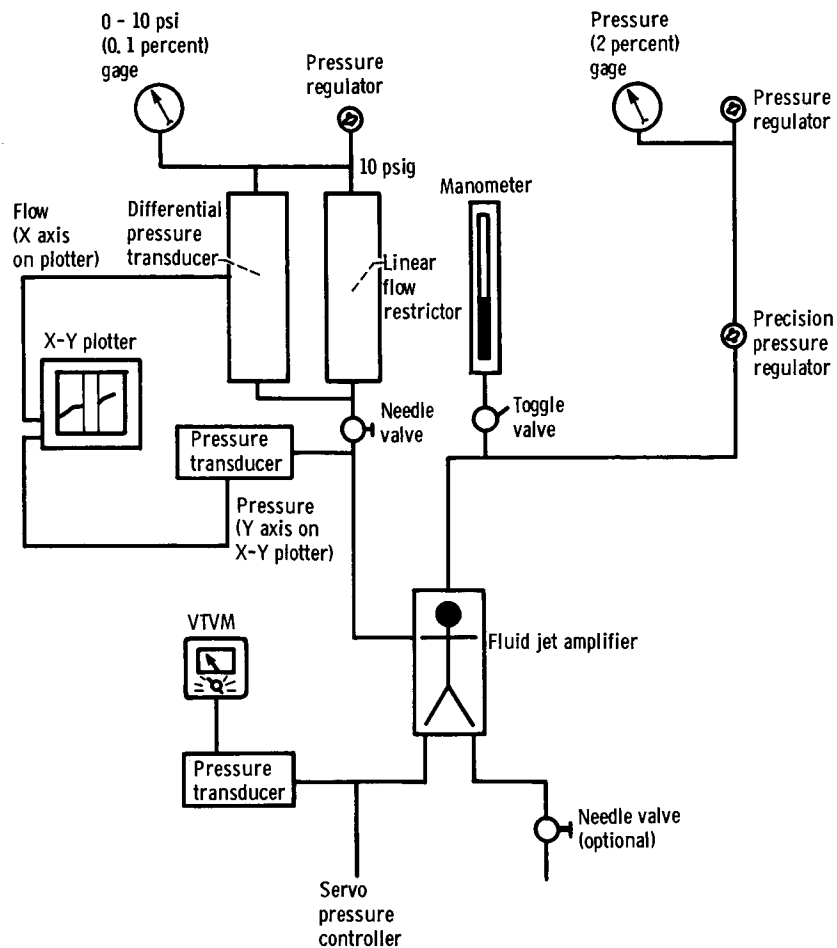 0 - 10 psi
(0.1 percent)
gage
Pressure
regulator
Pressure
(2 percent)
gage
Pressure
regulator
10 psig
Manometer
Flow
(X axis
on plotter)
Differential
pressure
transducer
Linear
flow
restrictor
Precision
pressure
regulator
X-Y plotter
Needle
valve
Toggle
valve
Pressure
transducer
Pressure
(Y axis on
X-Y plotter)
VTVM
Fluid jet amplifier
Pressure
transducer
Needle valve
(optional)
Servo
pressure
controller